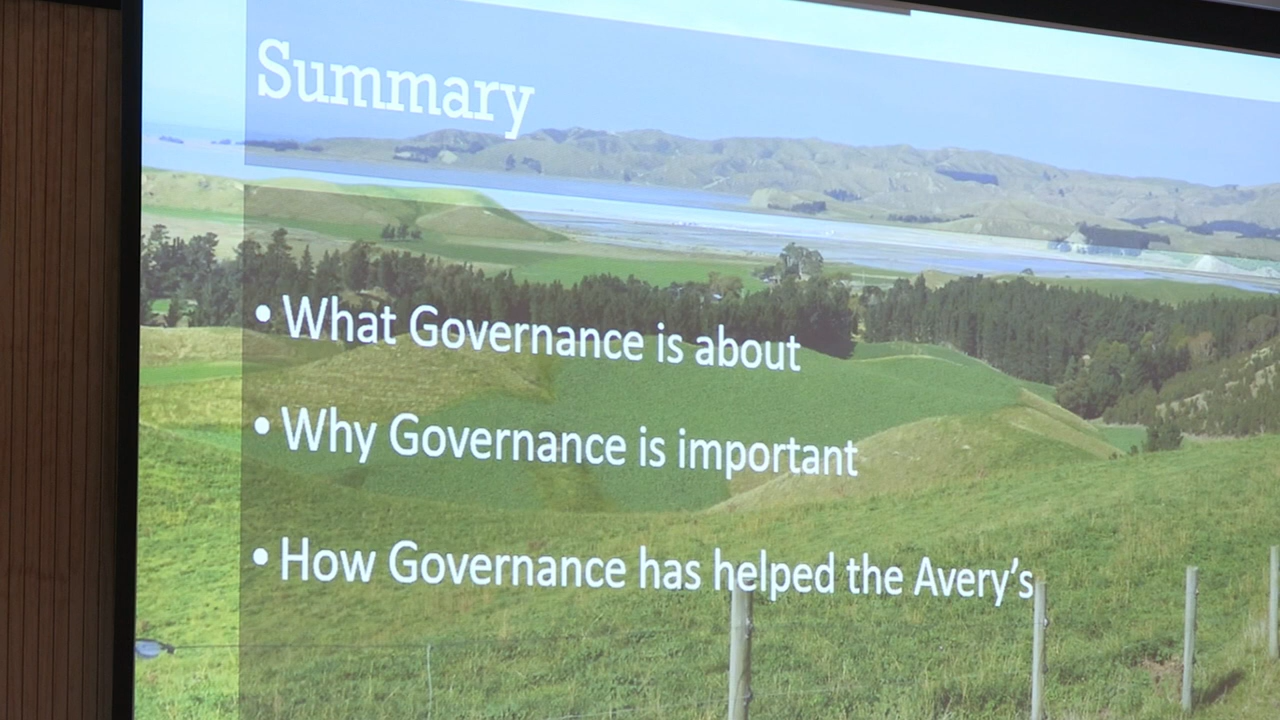 Summary
• What Governance is about
• Why Governance is important
• How Governance has helped the Avery's